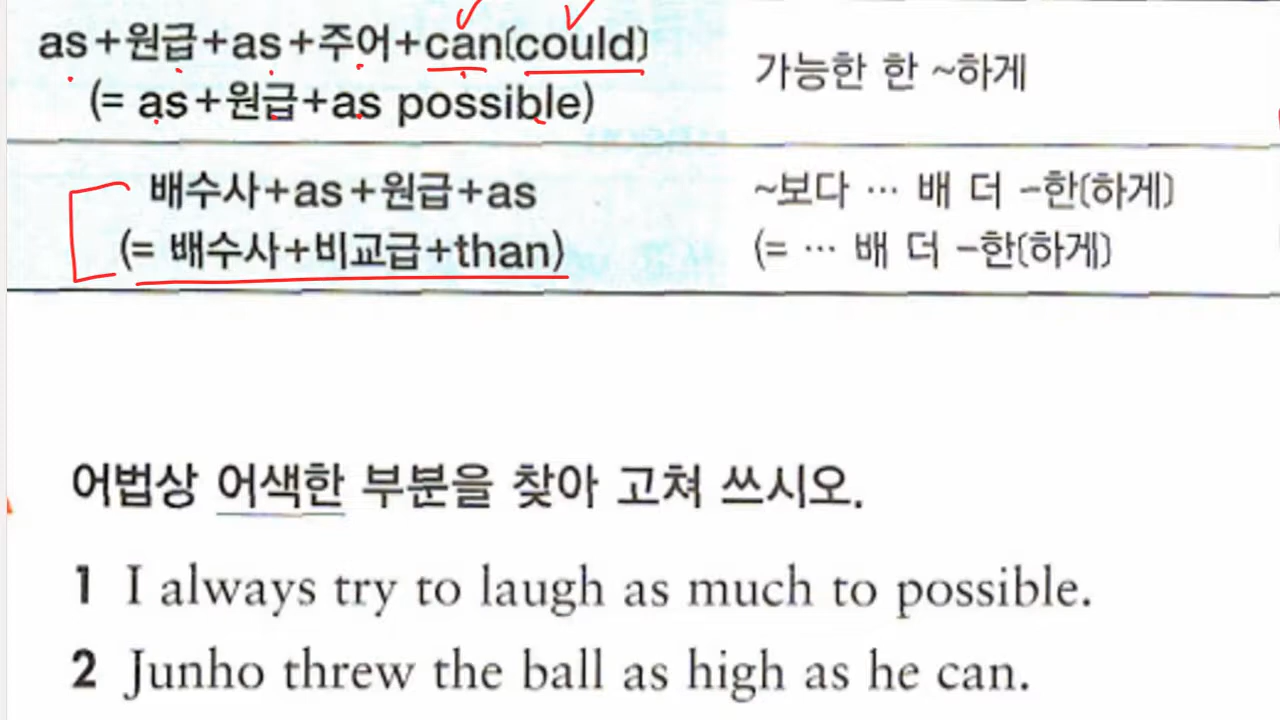 as+원급+as+주어+can(could)
(= as+원급+as possible)
가능한 한 ~하게
배수사+as+원급+as
(= 배수사+비교급+than)
~보다 … 배 더 -한(하게)
(= … 배 더 -한(하게)
어법상 어색한 부분을 찾아 고쳐 쓰시오.
1 I always try to laugh as much to possible.
2 Junho threw the ball as high as he can.